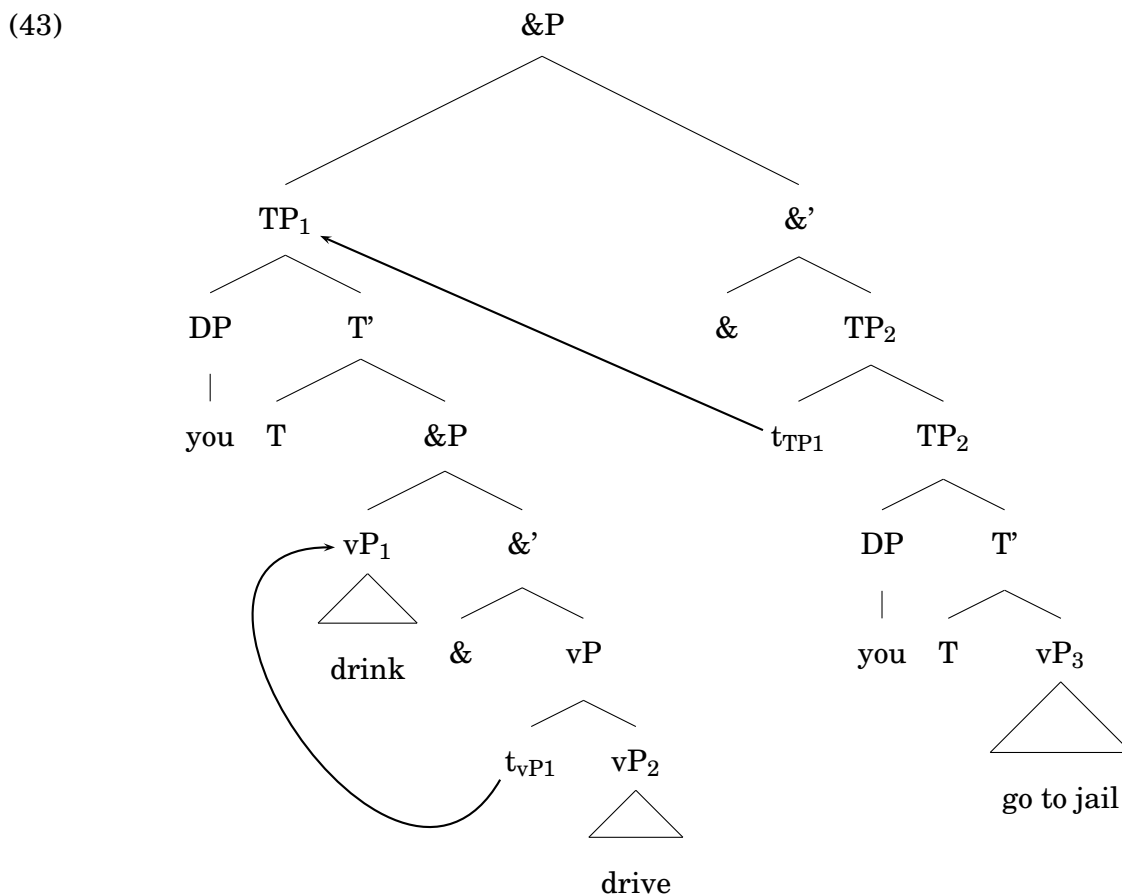 (43) &P
TP1 &'
DP T' & TP2
you T &P tTP1 TP2
vP1 &' DP T'
drink & vP you T vP3
tvP1 vP2 go to jail
drive